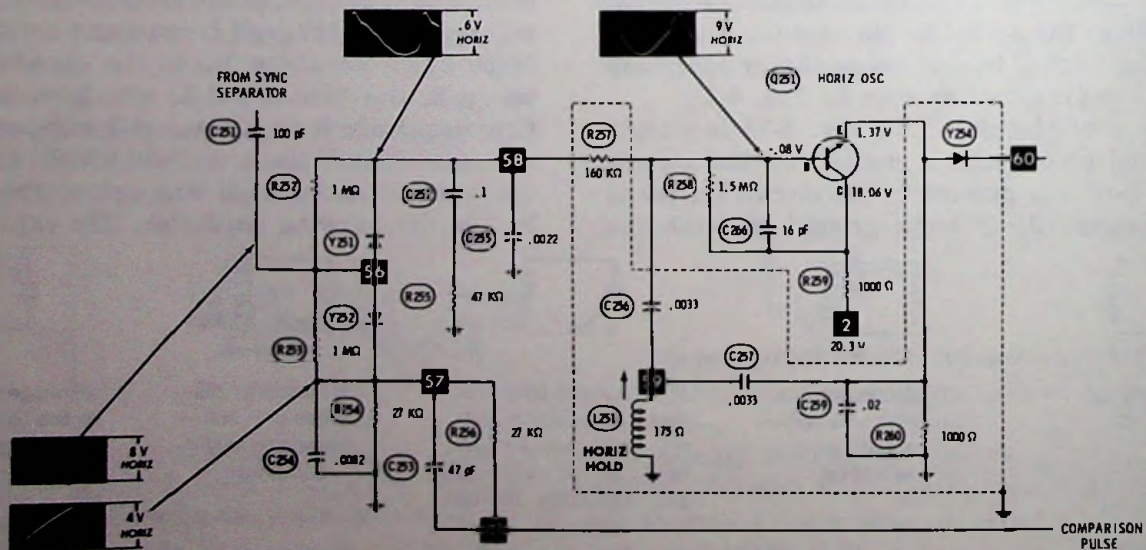 .6 V
HORIZ
9 V
HORIZ
Q251 HORIZ OSC
FROM SYNC
SEPARATOR
C251 100 pF
R252 1 MΩ
Y251
56
Y252
R253 1 MΩ
.1
R255 47 KΩ
58
C255 .0022
R257
160 KΩ
R258 1.5 MΩ
C266 16 pF
-.08 V
B
E 1.37 V
C 18.06 V
Y254
60
R259 1000 Ω
2
20.3 V
C256 .0033
C257
.0033
L251 175 Ω
HORIZ
HOLD
C259 .02
R260 1000 Ω
57
R254 27 KΩ
R256 27 KΩ
C254 .0082
C253 47 pF
8 V
HORIZ
4 V
HORIZ
COMPARISON
PULSE